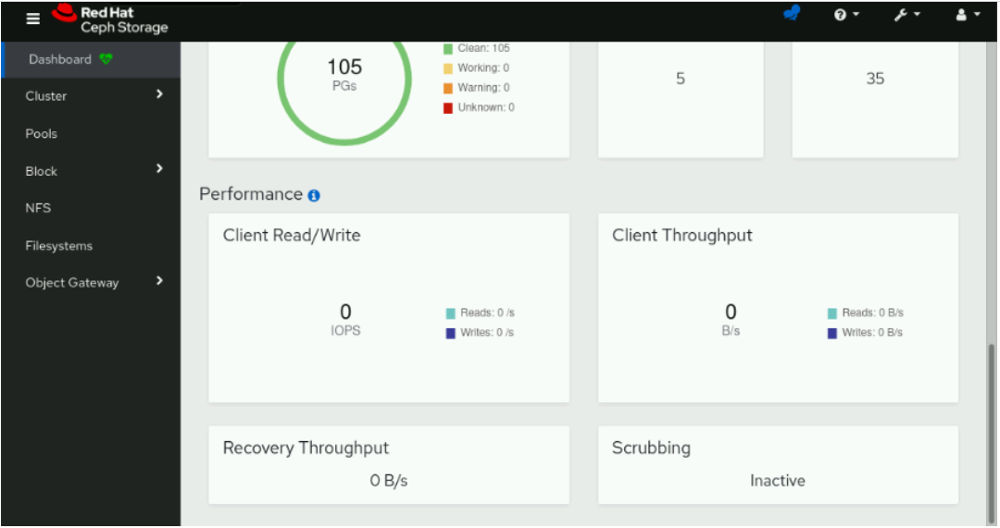 Red Hat
Ceph Storage
Dashboard
Cluster
Pools
Block
NFS
Filesystems
Object Gateway
105
PGs
Clean: 105
Working: 0
Warning: 0
Unknown: 0
5
35
Performance
Client Read/Write
0
IOPS
Reads: 0 /s
Writes: 0 /s
Client Throughput
0
B/s
Reads: 0 B/s
Writes: 0 B/s
Recovery Throughput
0 B/s
Scrubbing
Inactive